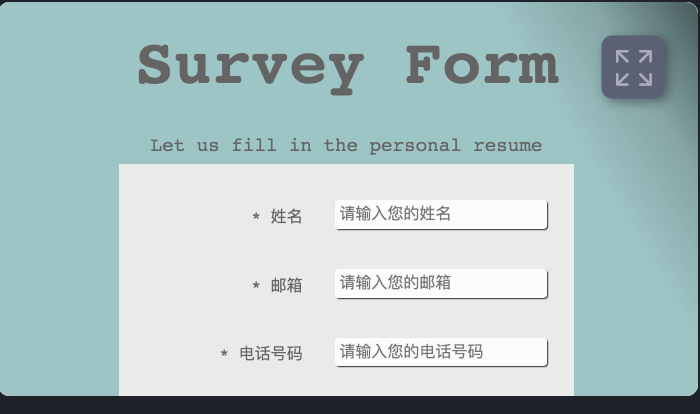 Survey Form
Let us fill in the personal resume
* 姓名 请输入您的姓名
* 邮箱 请输入您的邮箱
* 电话号码 请输入您的电话号码